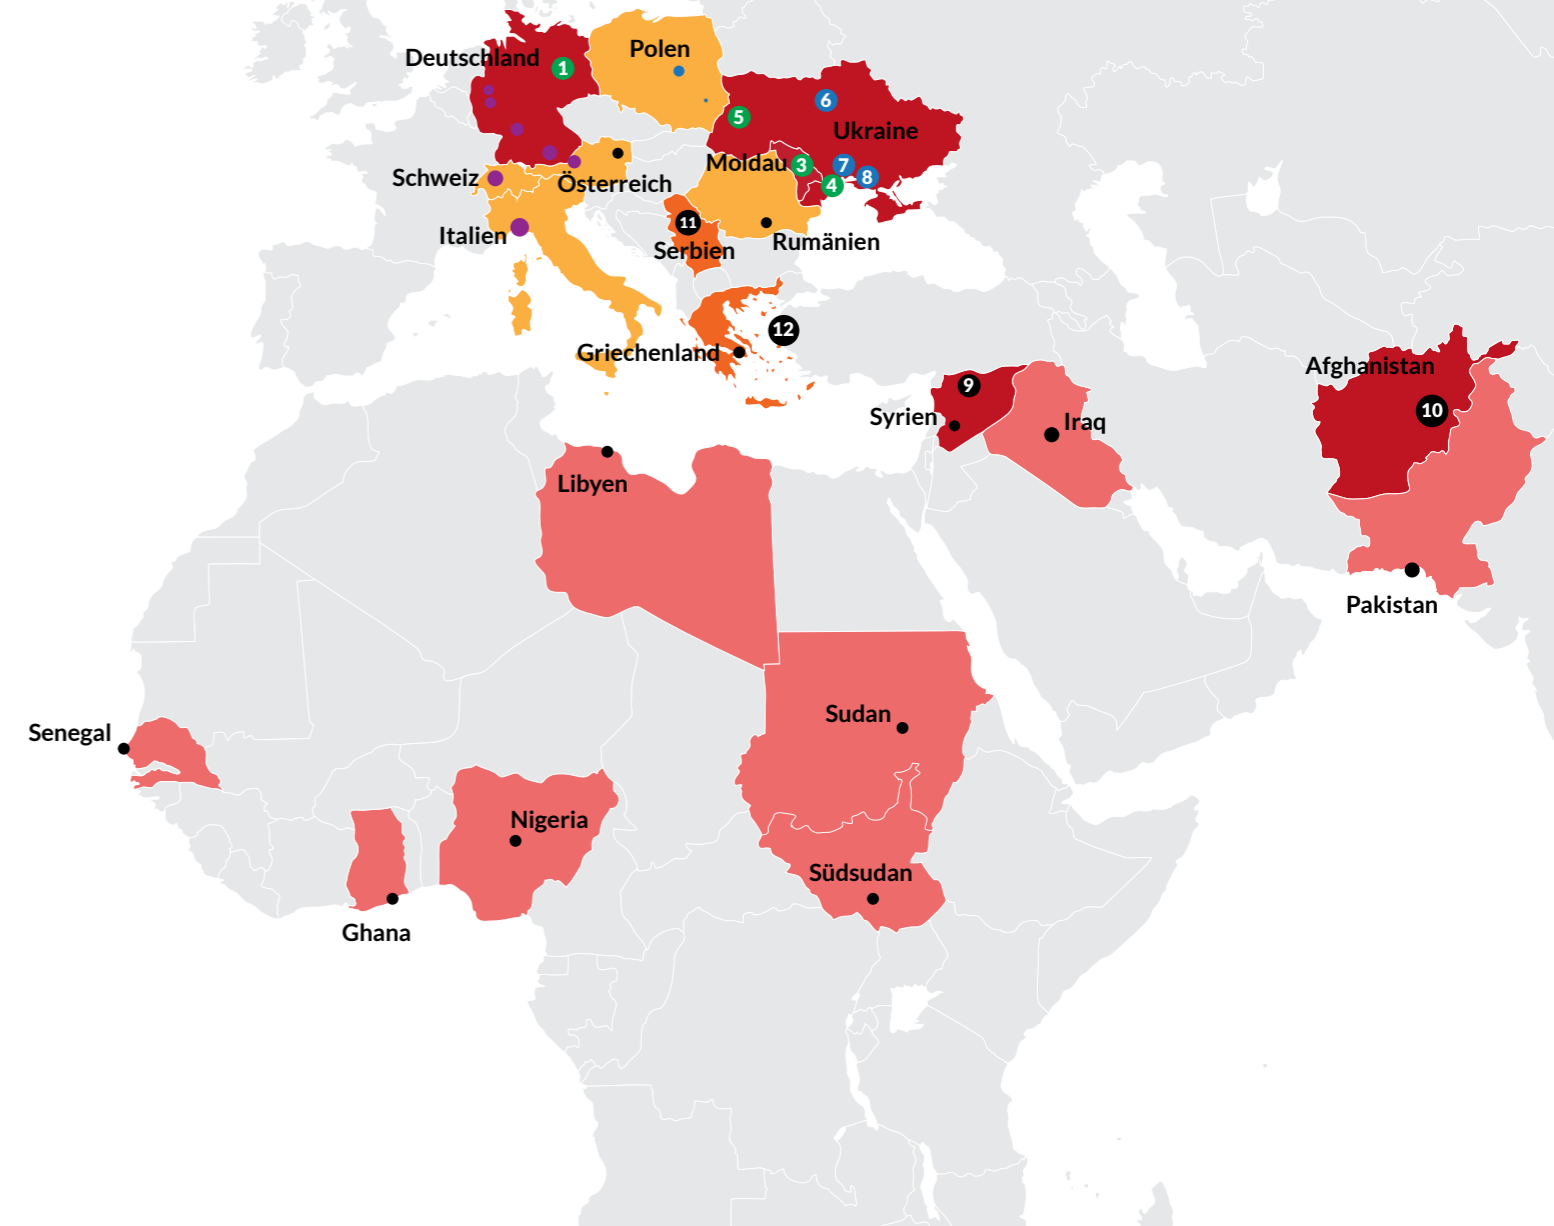 Polen
Deutschland
1
6
5
Ukraine
Moldau
3
7
8
4
Schweiz
Österreich
11
Italien
Rumänien
Serbien
12
Griechenland
Afghanistan
9
10
Syrien
Iraq
Libyen
Pakistan
Sudan
Senegal
Nigeria
Südsudan
Ghana